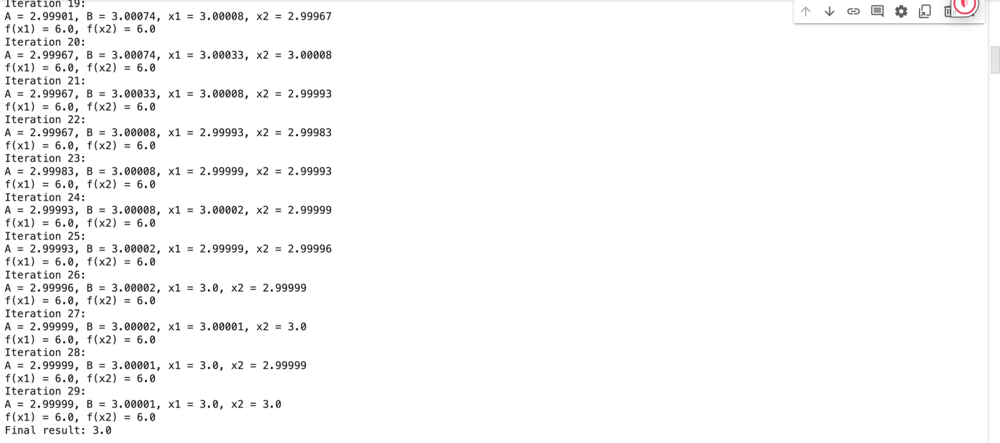 Iteration 19:
A = 2.99901, B = 3.00074, x1 = 3.00008, x2 = 2.99967
f(x1) = 6.0, f(x2) = 6.0
Iteration 20:
A = 2.99967, B = 3.00074, x1 = 3.00033, x2 = 3.00008
f(x1) = 6.0, f(x2) = 6.0
Iteration 21:
A = 2.99967, B = 3.00033, x1 = 3.00008, x2 = 2.99993
f(x1) = 6.0, f(x2) = 6.0
Iteration 22:
A = 2.99967, B = 3.00008, x1 = 2.99993, x2 = 2.99983
f(x1) = 6.0, f(x2) = 6.0
Iteration 23:
A = 2.99983, B = 3.00008, x1 = 2.99999, x2 = 2.99993
f(x1) = 6.0, f(x2) = 6.0
Iteration 24:
A = 2.99993, B = 3.00008, x1 = 3.00002, x2 = 2.99999
f(x1) = 6.0, f(x2) = 6.0
Iteration 25:
A = 2.99993, B = 3.00002, x1 = 2.99999, x2 = 2.99996
f(x1) = 6.0, f(x2) = 6.0
Iteration 26:
A = 2.99996, B = 3.00002, x1 = 3.0, x2 = 2.99999
f(x1) = 6.0, f(x2) = 6.0
Iteration 27:
A = 2.99999, B = 3.00002, x1 = 3.00001, x2 = 3.0
f(x1) = 6.0, f(x2) = 6.0
Iteration 28:
A = 2.99999, B = 3.00001, x1 = 3.0, x2 = 2.99999
f(x1) = 6.0, f(x2) = 6.0
Iteration 29:
A = 2.99999, B = 3.00001, x1 = 3.0, x2 = 3.0
f(x1) = 6.0, f(x2) = 6.0
Final result: 3.0